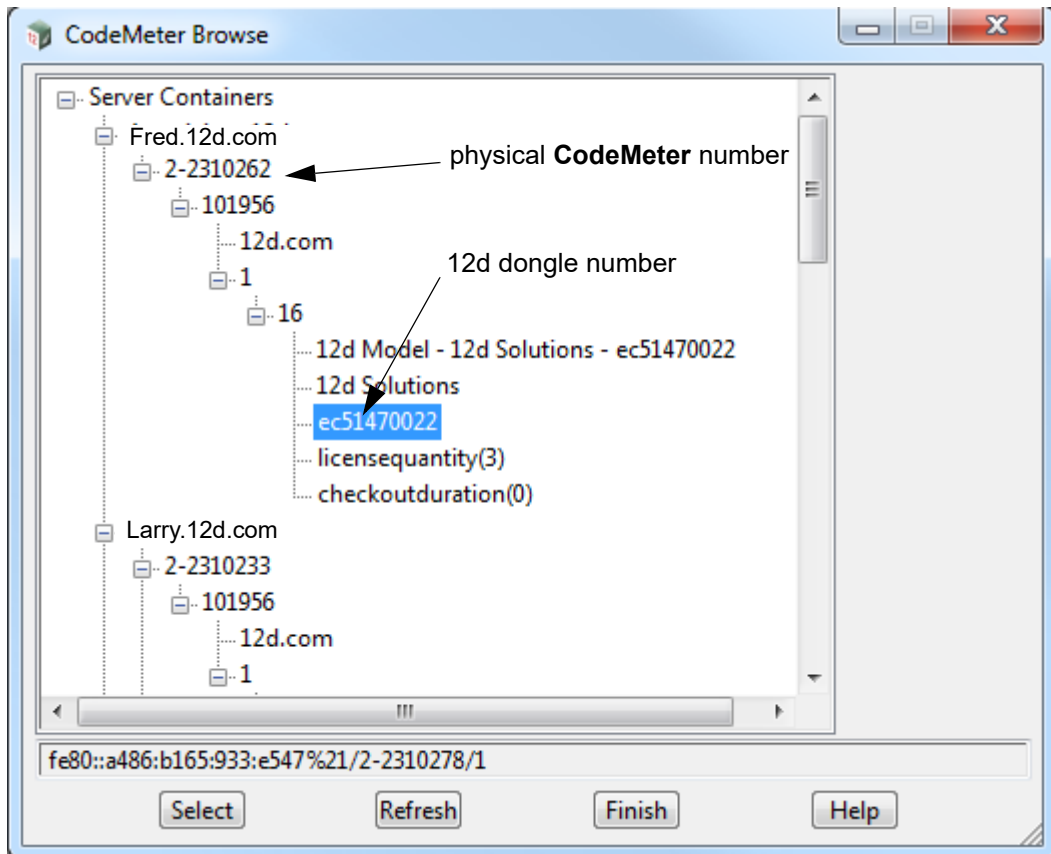 CodeMeter Browse
Server Containers
Fred.12d.com
2-2310262
physical CodeMeter number
101956
12d.com
12d dongle number
1
16
12d Model - 12d Solutions - ec51470022
12d Solutions
ec51470022
licensequantity(3)
checkoutduration(0)
Larry.12d.com
2-2310233
101956
12d.com
1
fe80::a486:b165:933:e547%21/2-2310278/1
Select Refresh Finish Help